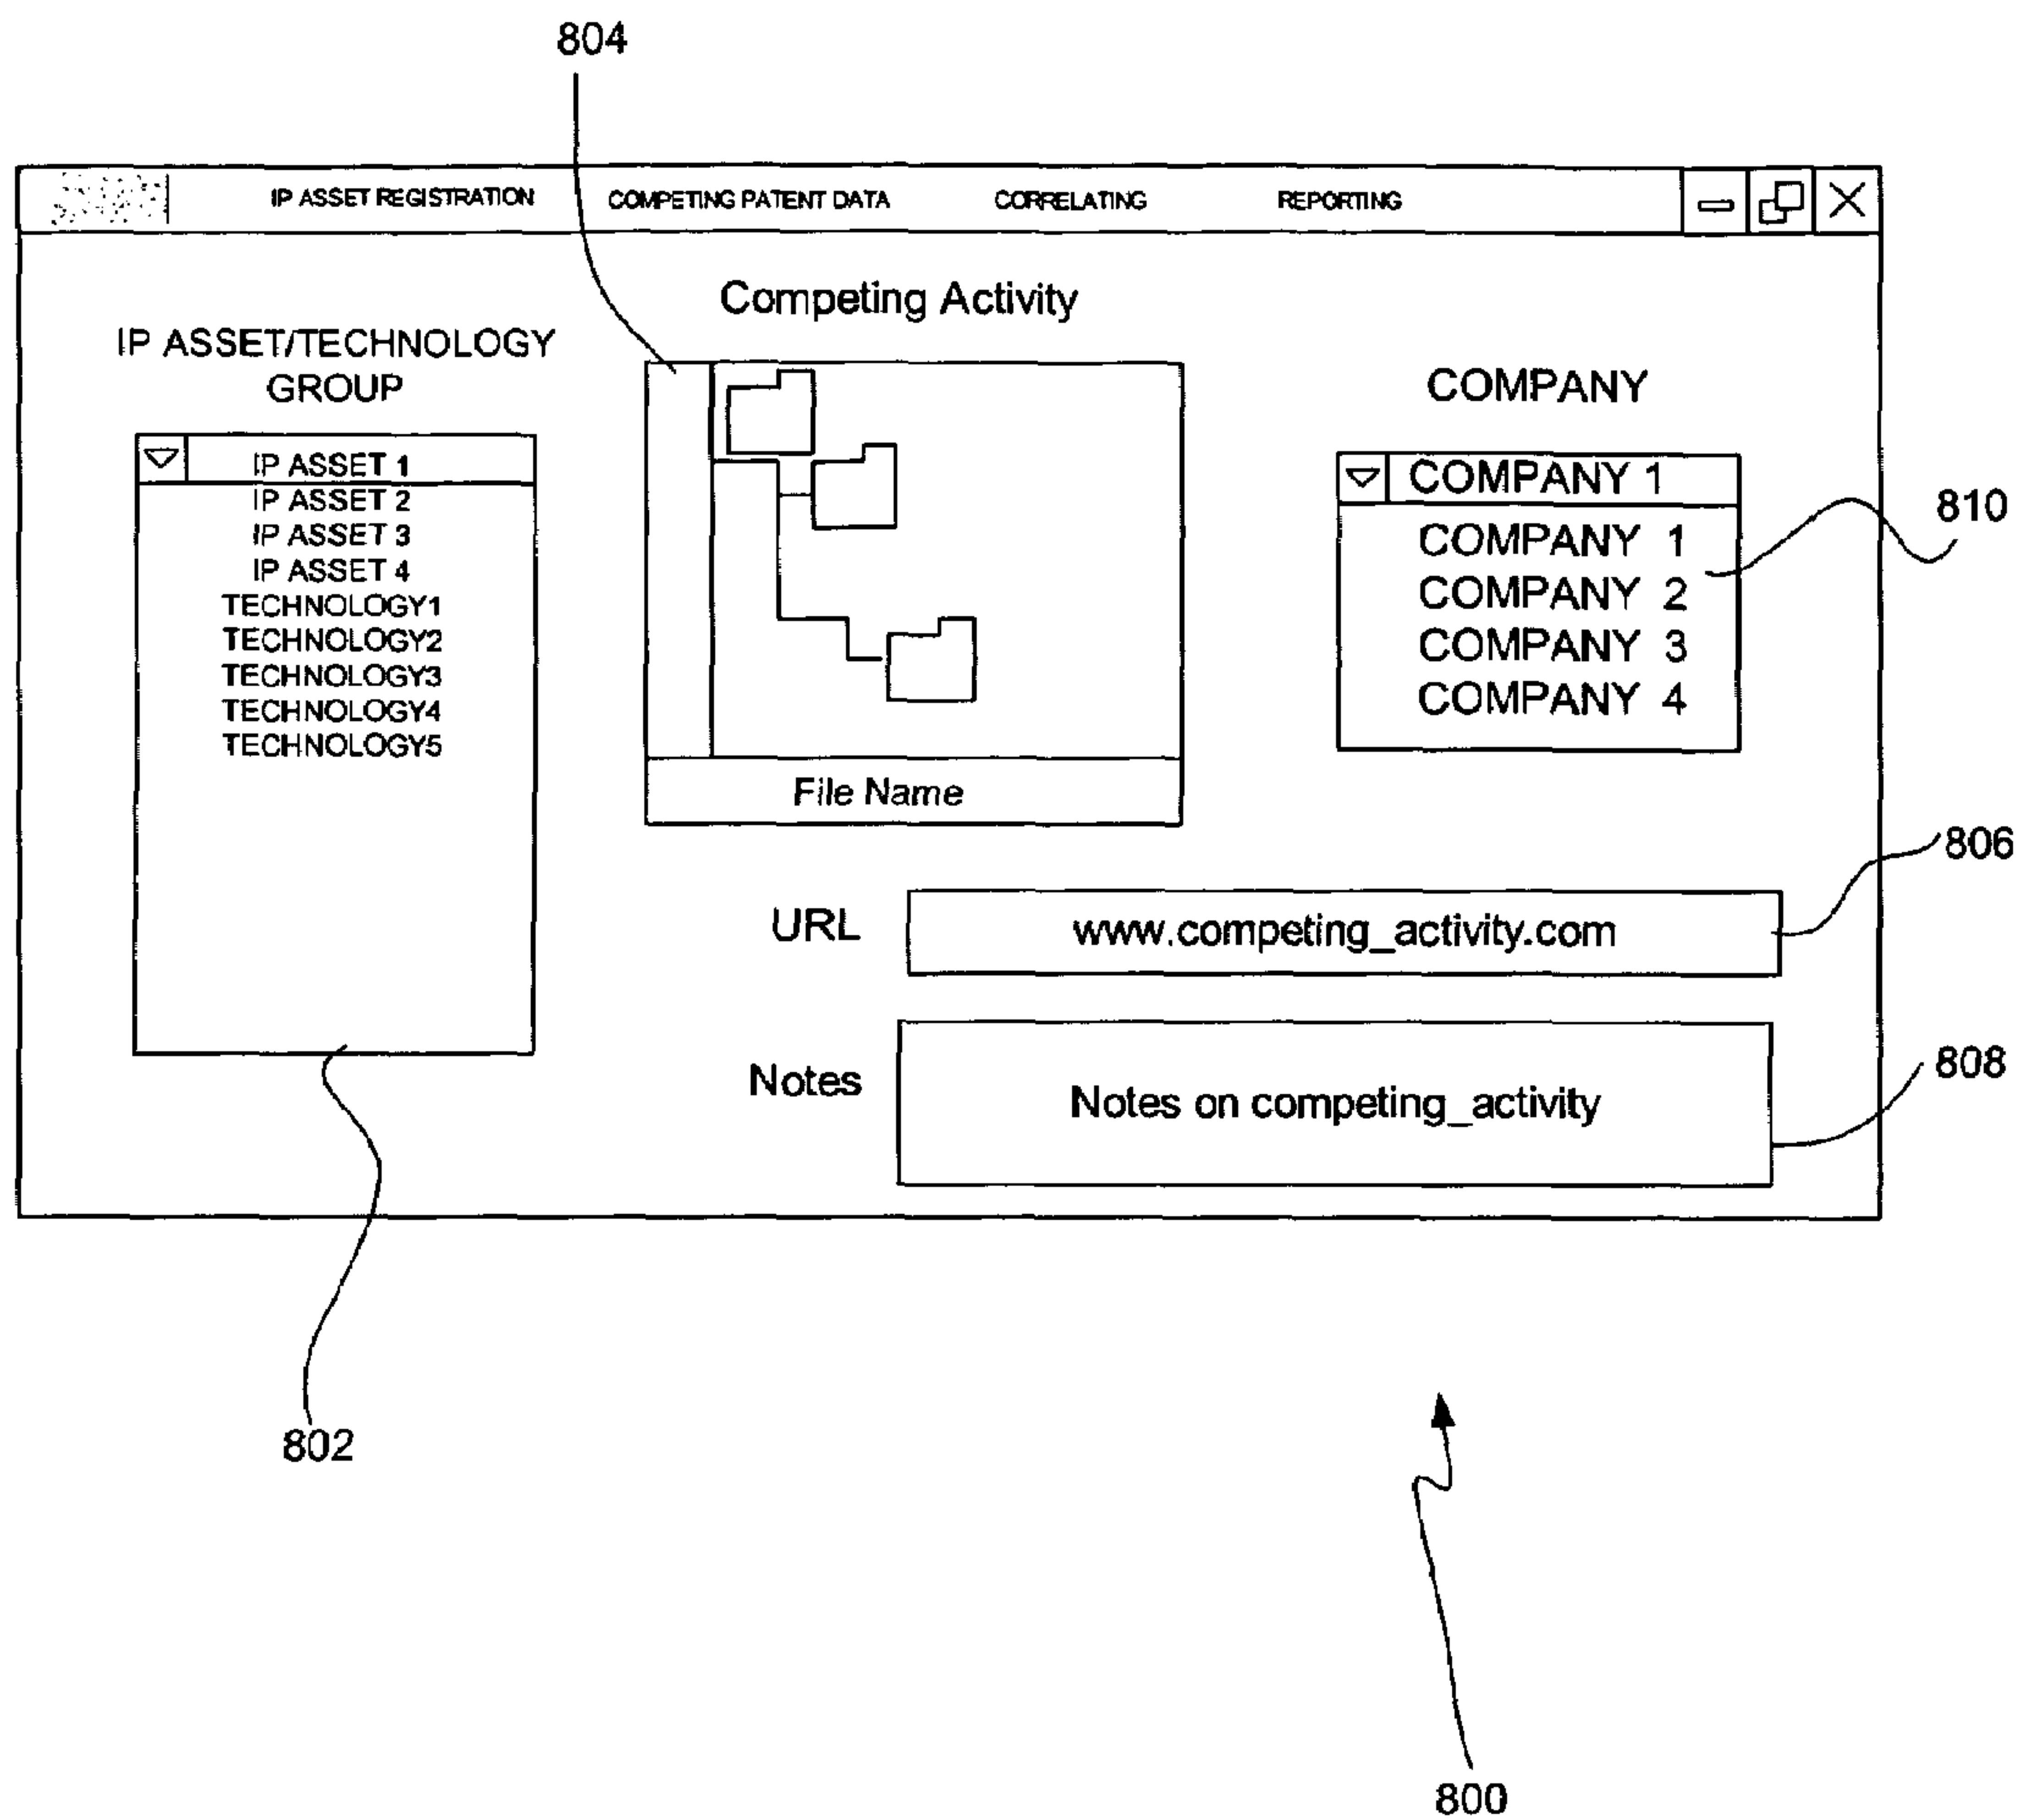 804
IP ASSET REGISTRATION COMPETING PATENT DATA CORRELATING REPORTING
Competing Activity
IP ASSET/TECHNOLOGY
GROUP
IP ASSET 1
IP ASSET 2
IP ASSET 3
IP ASSET 4
TECHNOLOGY1
TECHNOLOGY2
TECHNOLOGY3
TECHNOLOGY4
TECHNOLOGY5
File Name
COMPANY
COMPANY 1
COMPANY 1
COMPANY 2
COMPANY 3
COMPANY 4
810
806
URL www.competing_activity.com
808
Notes Notes on competing_activity
802
800